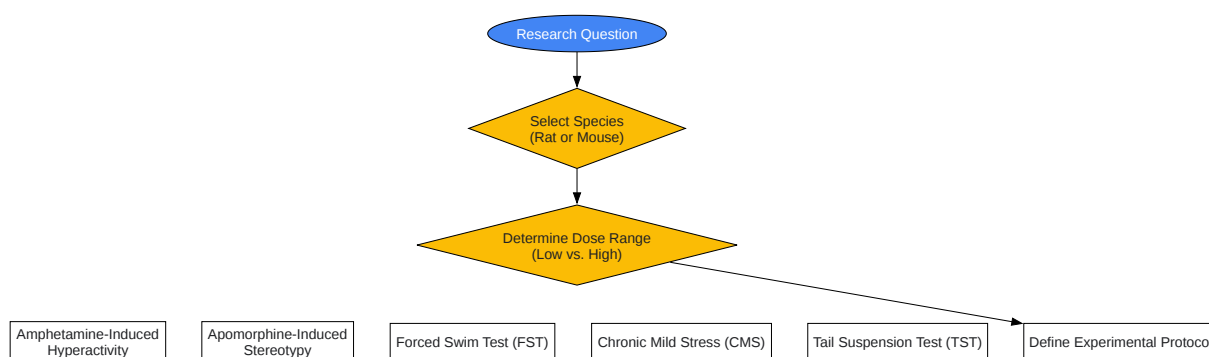 Research Question
Select Species
(Rat or Mouse)
Determine Dose Range
(Low vs. High)
Amphetamine-Induced
Hyperactivity
Apomorphine-Induced
Stereotypy
Forced Swim Test (FST)
Chronic Mild Stress (CMS)
Tail Suspension Test (TST)
Define Experimental Protoco